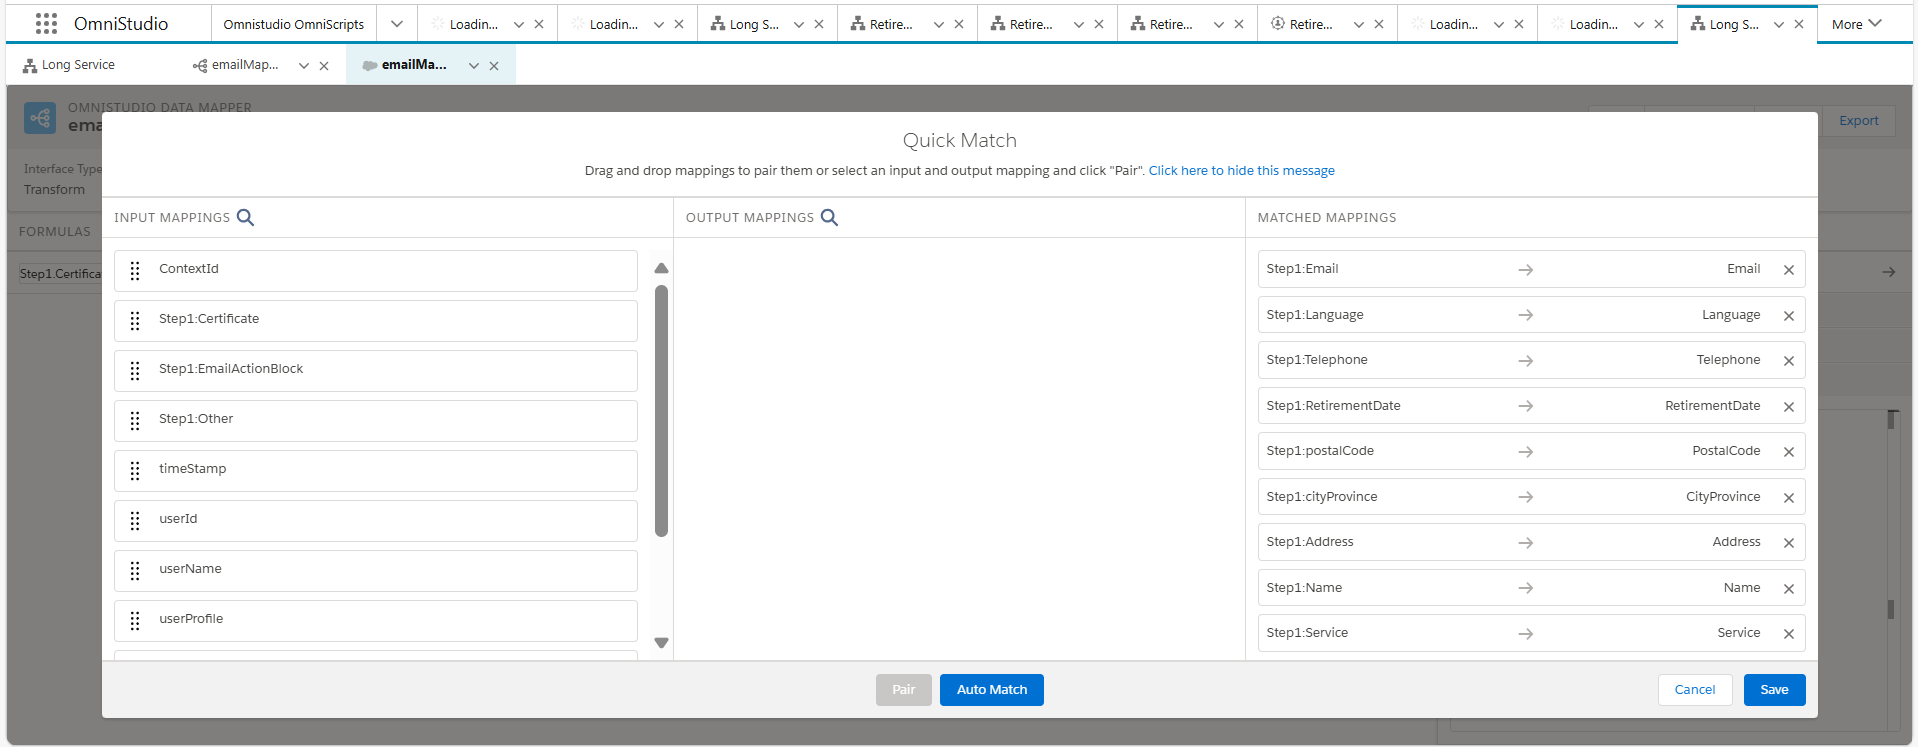 OmniStudio
Omnistudio OmniScripts
Loadin...
Loadin...
Long S...
Retire...
Retire...
Retire...
Retire...
Loadin...
Loadin...
Long S...
More
Long Service
emailMap...
emailMa...
OMNISTUDIO DATA MAPPER
ema
Export
Interface Type
Transform
FORMULAS
Step1.Certifica
Quick Match
Drag and drop mappings to pair them or select an input and output mapping and click "Pair". Click here to hide this message
INPUT MAPPINGS
OUTPUT MAPPINGS
MATCHED MAPPINGS
ContextId
Step1:Certificate
Step1:EmailActionBlock
Step1:Other
timeStamp
userId
userName
userProfile
Step1:Email → Email
Step1:Language → Language
Step1:Telephone → Telephone
Step1:RetirementDate → RetirementDate
Step1:postalCode → PostalCode
Step1:cityProvince → CityProvince
Step1:Address → Address
Step1:Name → Name
Step1:Service → Service
Pair
Auto Match
Cancel
Save